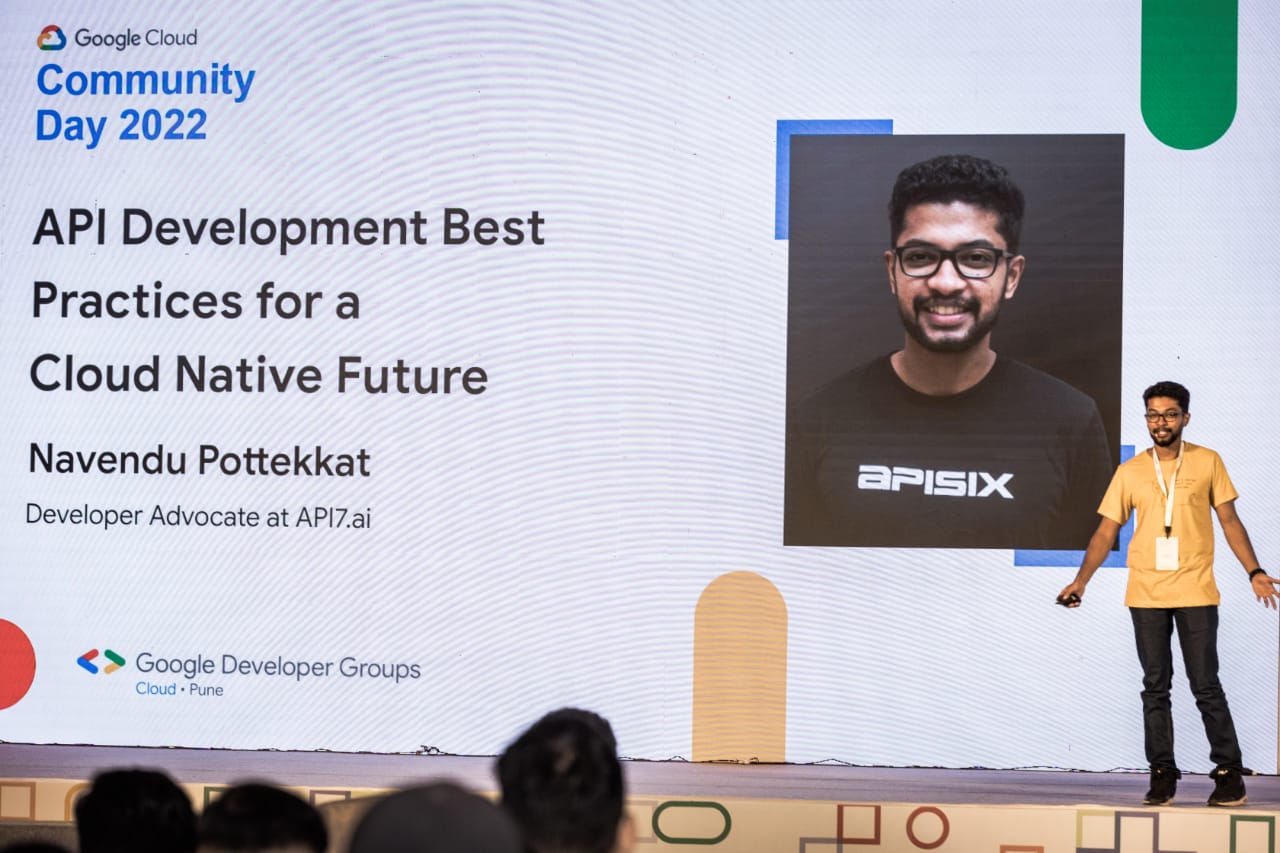 Google Cloud
Community
Day 2022
API Development Best
Practices for a
Cloud Native Future
Navendu Pottekkat
Developer Advocate at API7.ai
APISIX
Google Developer Groups
Cloud • Pune